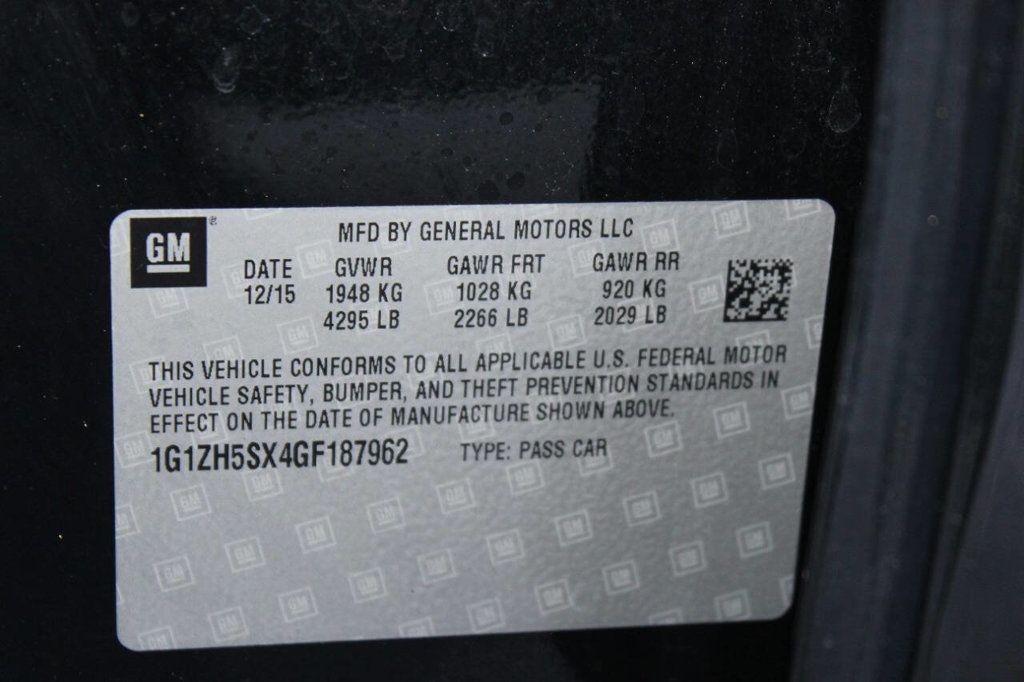 GM
MFD BY GENERAL MOTORS LLC
DATE GVWR GAWR FRT GAWR RR
12/15 1948 KG 1028 KG 920 KG
4295 LB 2266 LB 2029 LB
THIS VEHICLE CONFORMS TO ALL APPLICABLE U.S. FEDERAL MOTOR
VEHICLE SAFETY, BUMPER, AND THEFT PREVENTION STANDARDS IN
EFFECT ON THE DATE OF MANUFACTURE SHOWN ABOVE.
1G1ZH5SX4GF187962 TYPE: PASS CAR